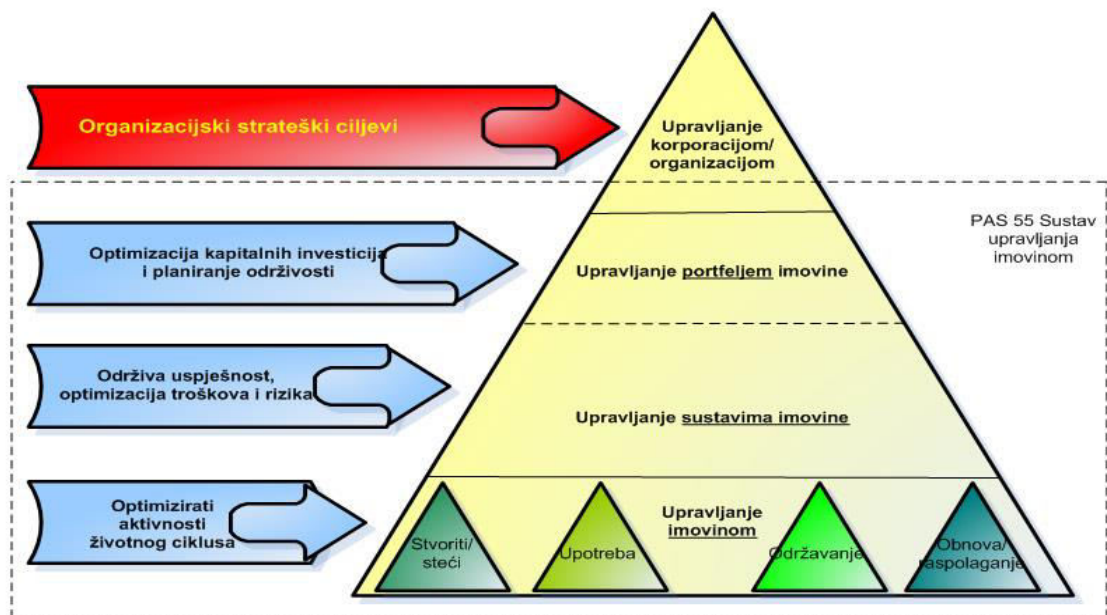 Organizacijski strateški ciljevi
Upravljanje
korporacijom/
organizacijom
PAS 55 Sustav
upravljanja
imovinom
Optimizacija kapitalnih investicija
i planiranje održivosti
Upravljanje portfeljem imovine
Održiva uspješnost,
optimizacija troškova i rizika
Upravljanje sustavima imovine
Optimizirati
aktivnosti
životnog ciklusa
Upravljanje
imovinom
Stvoriti/
steći
Upotreba
Održavanje
Obnova/
raspolaganje